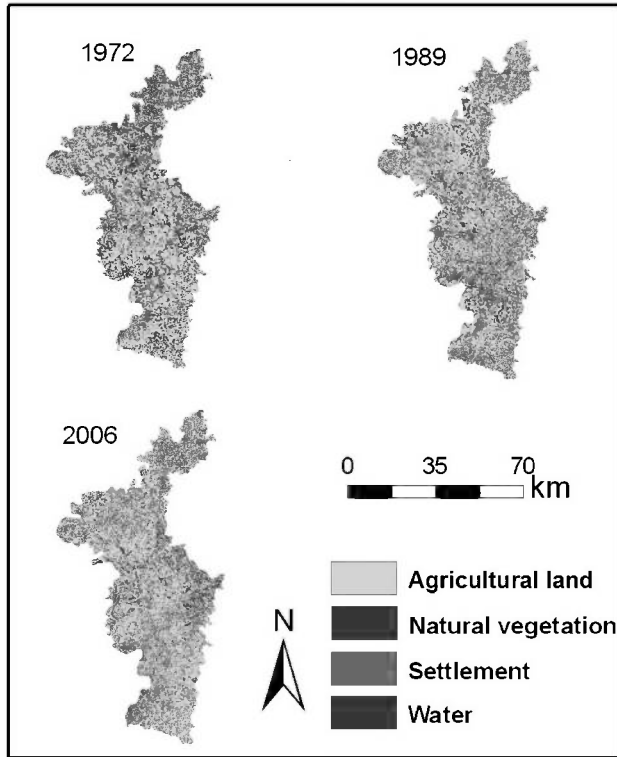 1972
1989
2006
0 35 70
km
N
Agricultural land
Natural vegetation
Settlement
Water